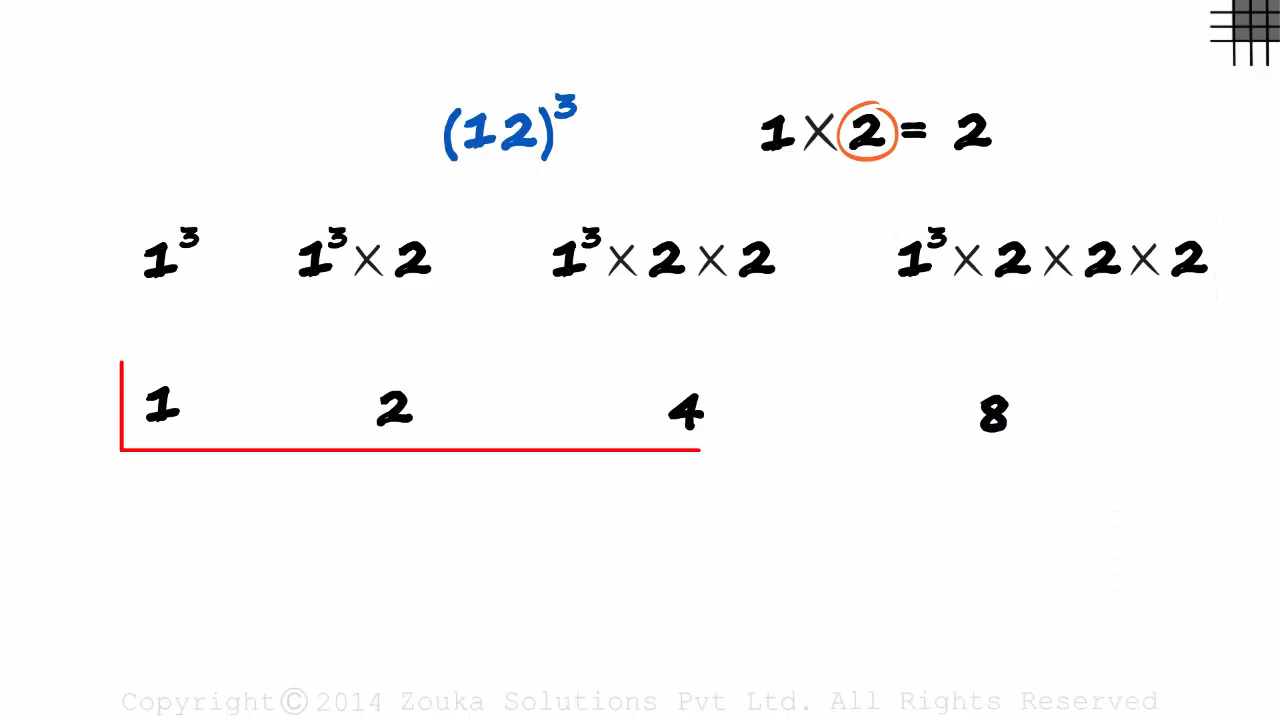 (12)³ 1 × 2 = 2
1³ 1³ × 2 1³ × 2 × 2 1³ × 2 × 2 × 2
1 2 4 8
Copyright © 2014 Zouka Solutions Pvt Ltd. All Rights Reserved